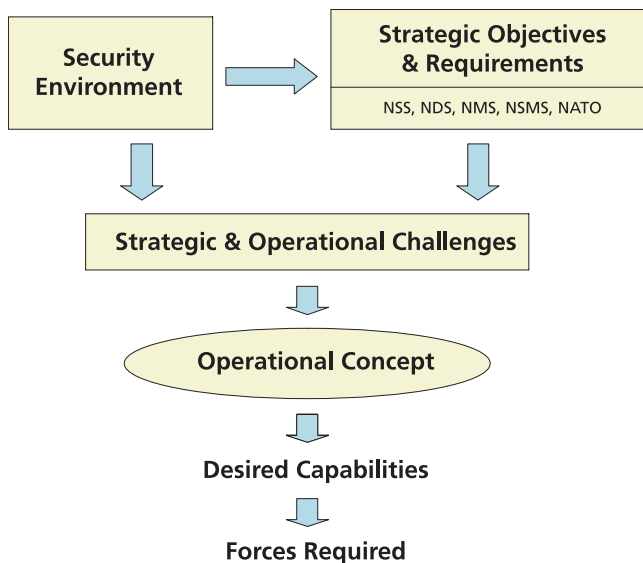 Security
Environment
Strategic Objectives
& Requirements
NSS, NDS, NMS, NSMS, NATO
Strategic & Operational Challenges
Operational Concept
Desired Capabilities
Forces Required